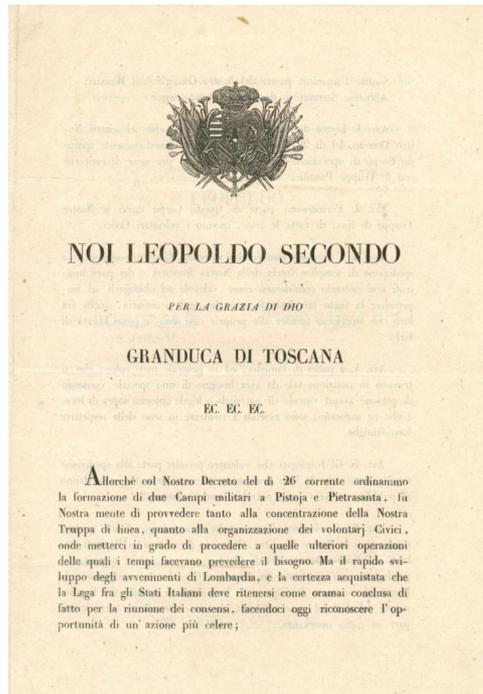 NOI LEOPOLDO SECONDO
PER LA GRAZIA DI DIO
GRANDUCA DI TOSCANA
EC. EC. EC.
Allorchè col Nostro Decreto del dì 26 corrente ordinammo
la formazione di due Campi militari a Pistoja e Pietrasanta, fu
Nostra mente di provvedere tanto alla concentrazione della Nostra
Truppa di linea, quanto alla organizzazione dei volontarj Civici,
onde metterci in grado di procedere a quelle ulteriori operazioni
delle quali i tempi facevano prevedere il bisogno. Ma il rapido svi-
luppo degli avvenimenti di Lombardia, e la certezza acquistata che
la Lega fra gli Stati Italiani deve ritenersi come oramai conclusa di
fatto per la riunione dei consensi, facendoci oggi riconoscere l'op-
portunità di un'azione più celere;